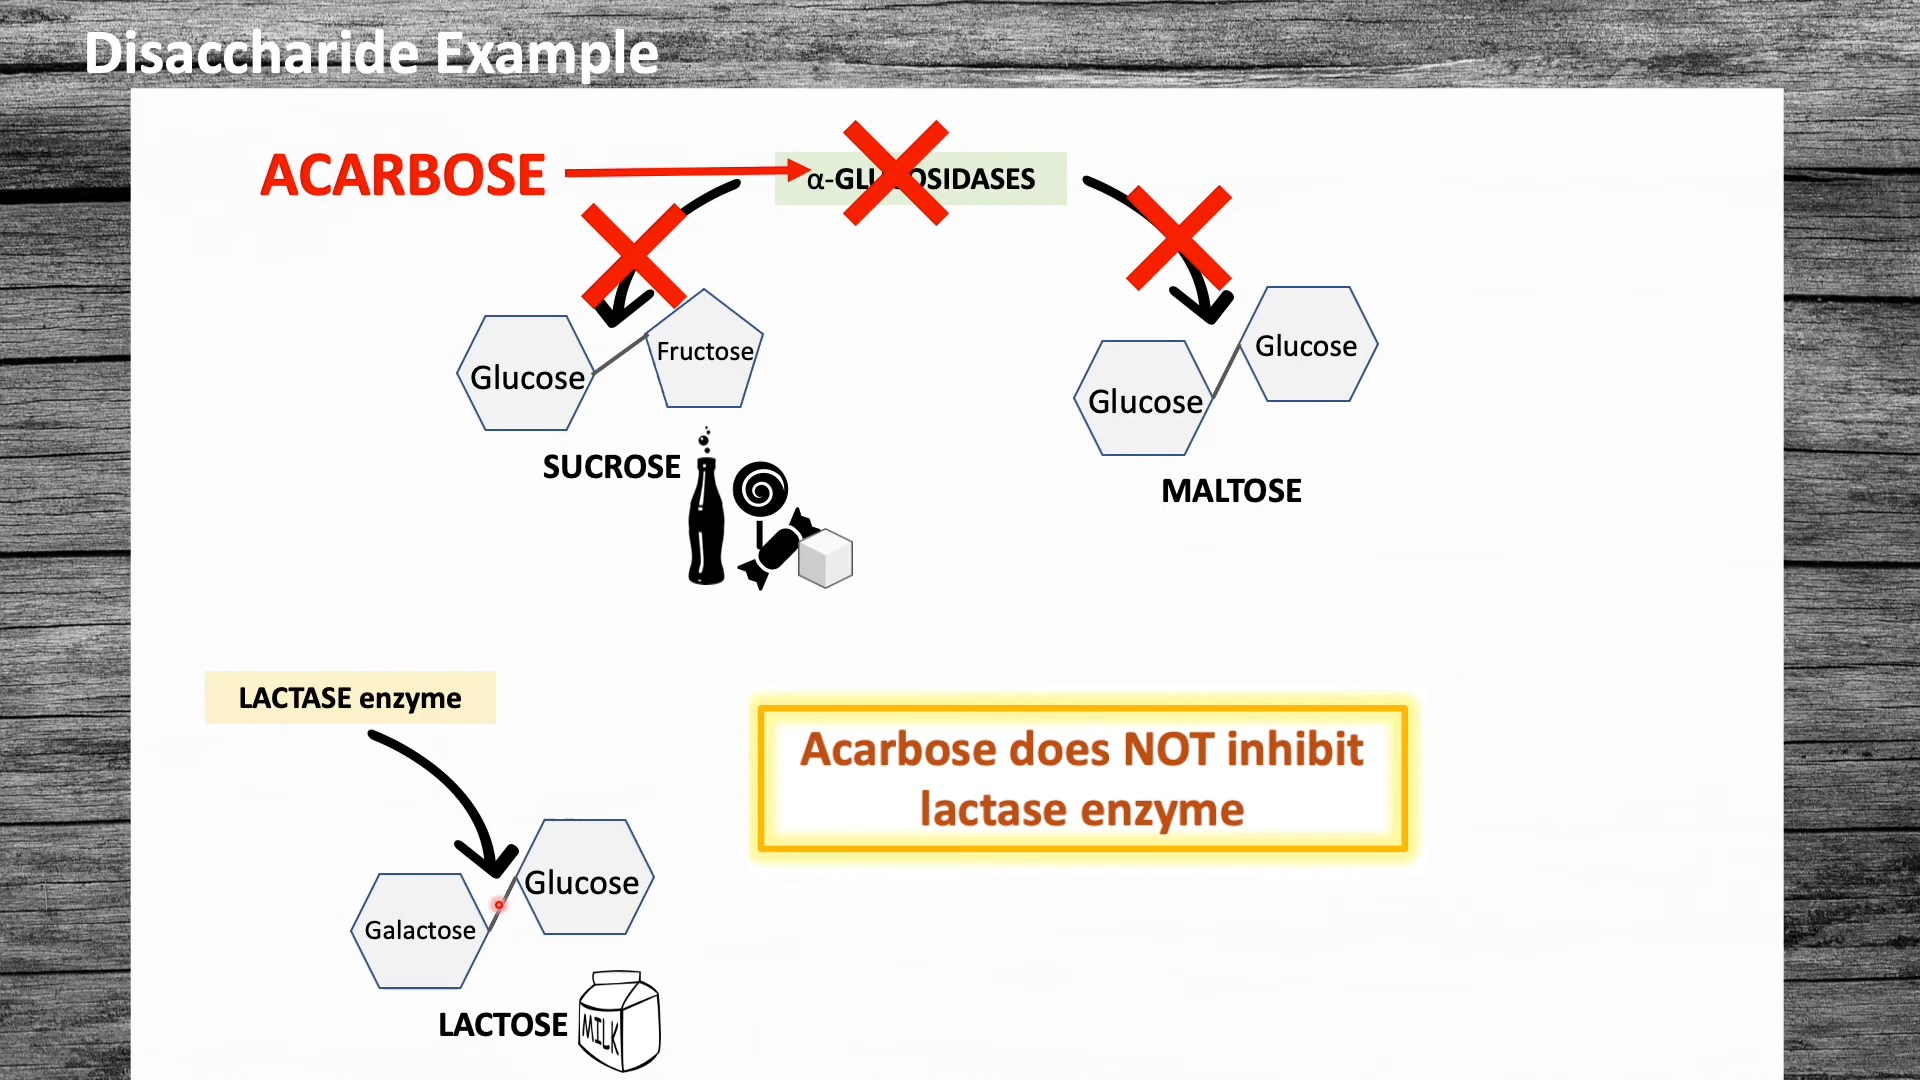 Disaccharide Example
ACARBOSE
α-GLUCOSIDASES
Glucose
Fructose
SUCROSE
Glucose
Glucose
MALTOSE
LACTASE enzyme
Acarbose does NOT inhibit
lactase enzyme
Galactose
Glucose
LACTOSE
MILK